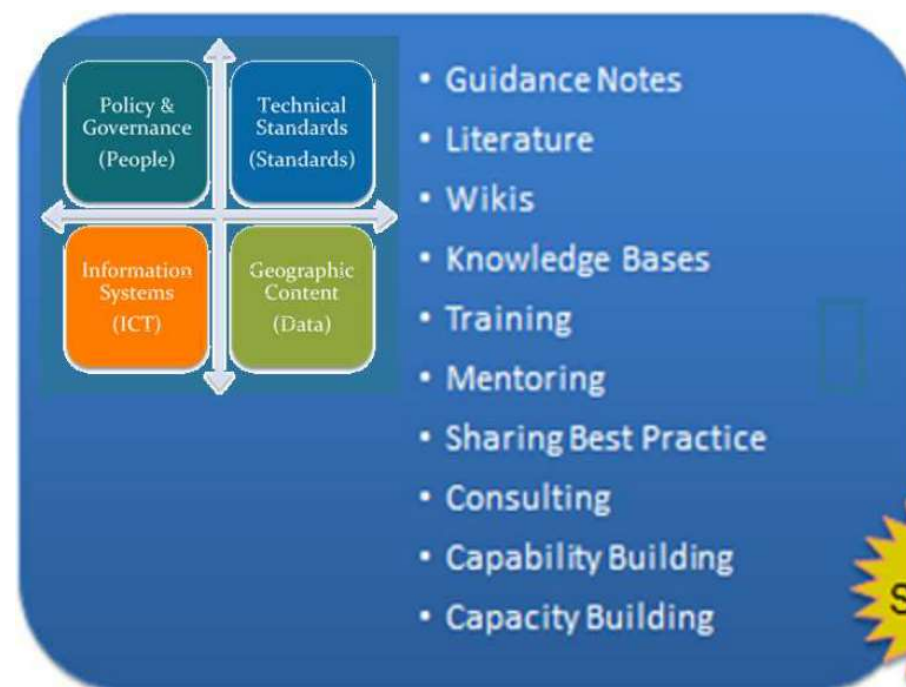 Policy &
Governance
(People)
Technical
Standards
(Standards)
Information
Systems
(ICT)
Geographic
Content
(Data)
• Guidance Notes
• Literature
• Wikis
• Knowledge Bases
• Training
• Mentoring
• Sharing Best Practice
• Consulting
• Capability Building
• Capacity Building
S